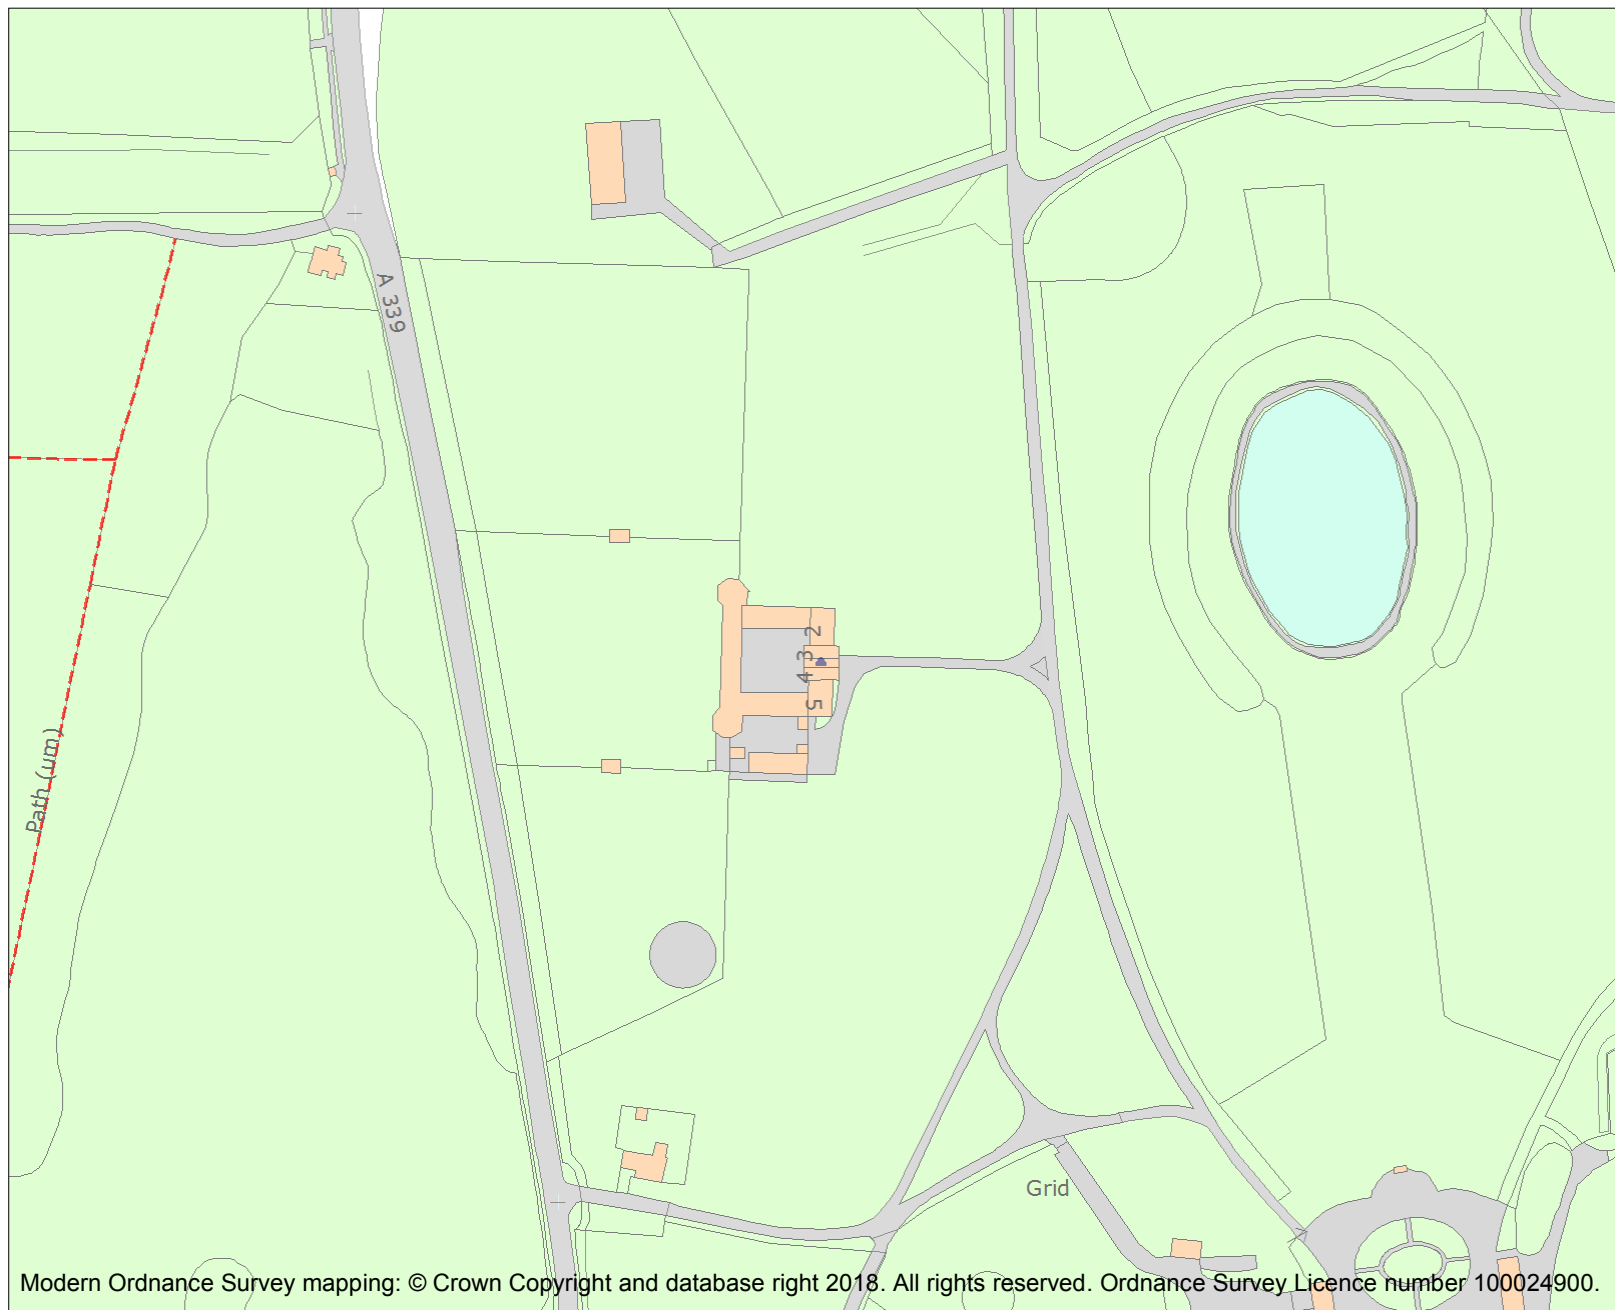 A 339
2
3
4
5
Path (um)
Grid
Modern Ordnance Survey mapping: © Crown Copyright and database right 2018. All rights reserved. Ordnance Survey Licence number 100024900.